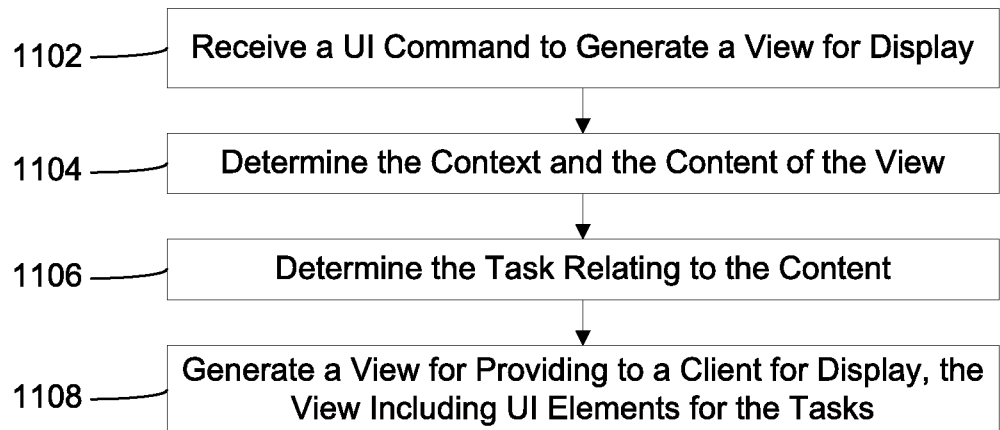 1102
Receive a UI Command to Generate a View for Display
1104
Determine the Context and the Content of the View
1106
Determine the Task Relating to the Content
1108
Generate a View for Providing to a Client for Display, the
View Including UI Elements for the Tasks